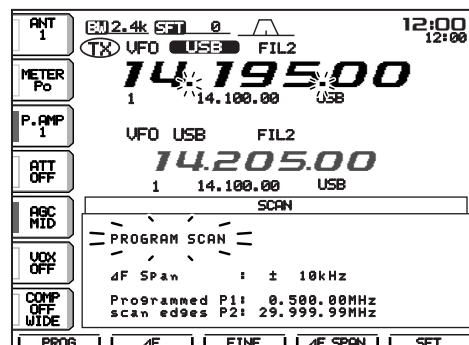 ANT
1
BW 2.4k SFT 0
12:00
12:00
TX VFO USB FIL2
METER
Po
14.195.00
1 14.100.00 USB
P.AMP
1
VFO USB FIL2
ATT
OFF
14.205.00
1 14.100.00 USB
AGC
MID
SCAN
PROGRAM SCAN
VOX
OFF
⊿F Span : ± 10kHz
COMP
OFF
WIDE
Programmed P1: 0.500.00MHz
scan edges P2: 29.999.99MHz
PROG ⊿F FINE ⊿F SPAN SET